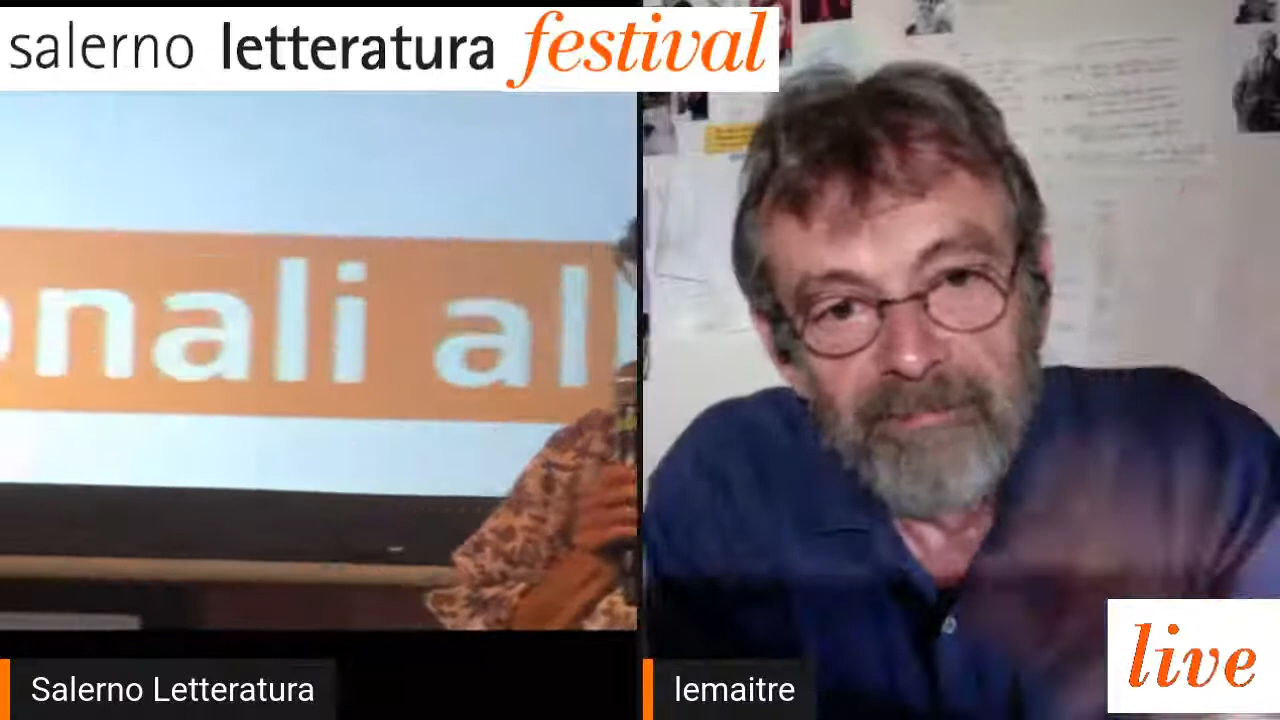 salerno letteratura festival
onali al
Salerno Letteratura
lemaitre
live